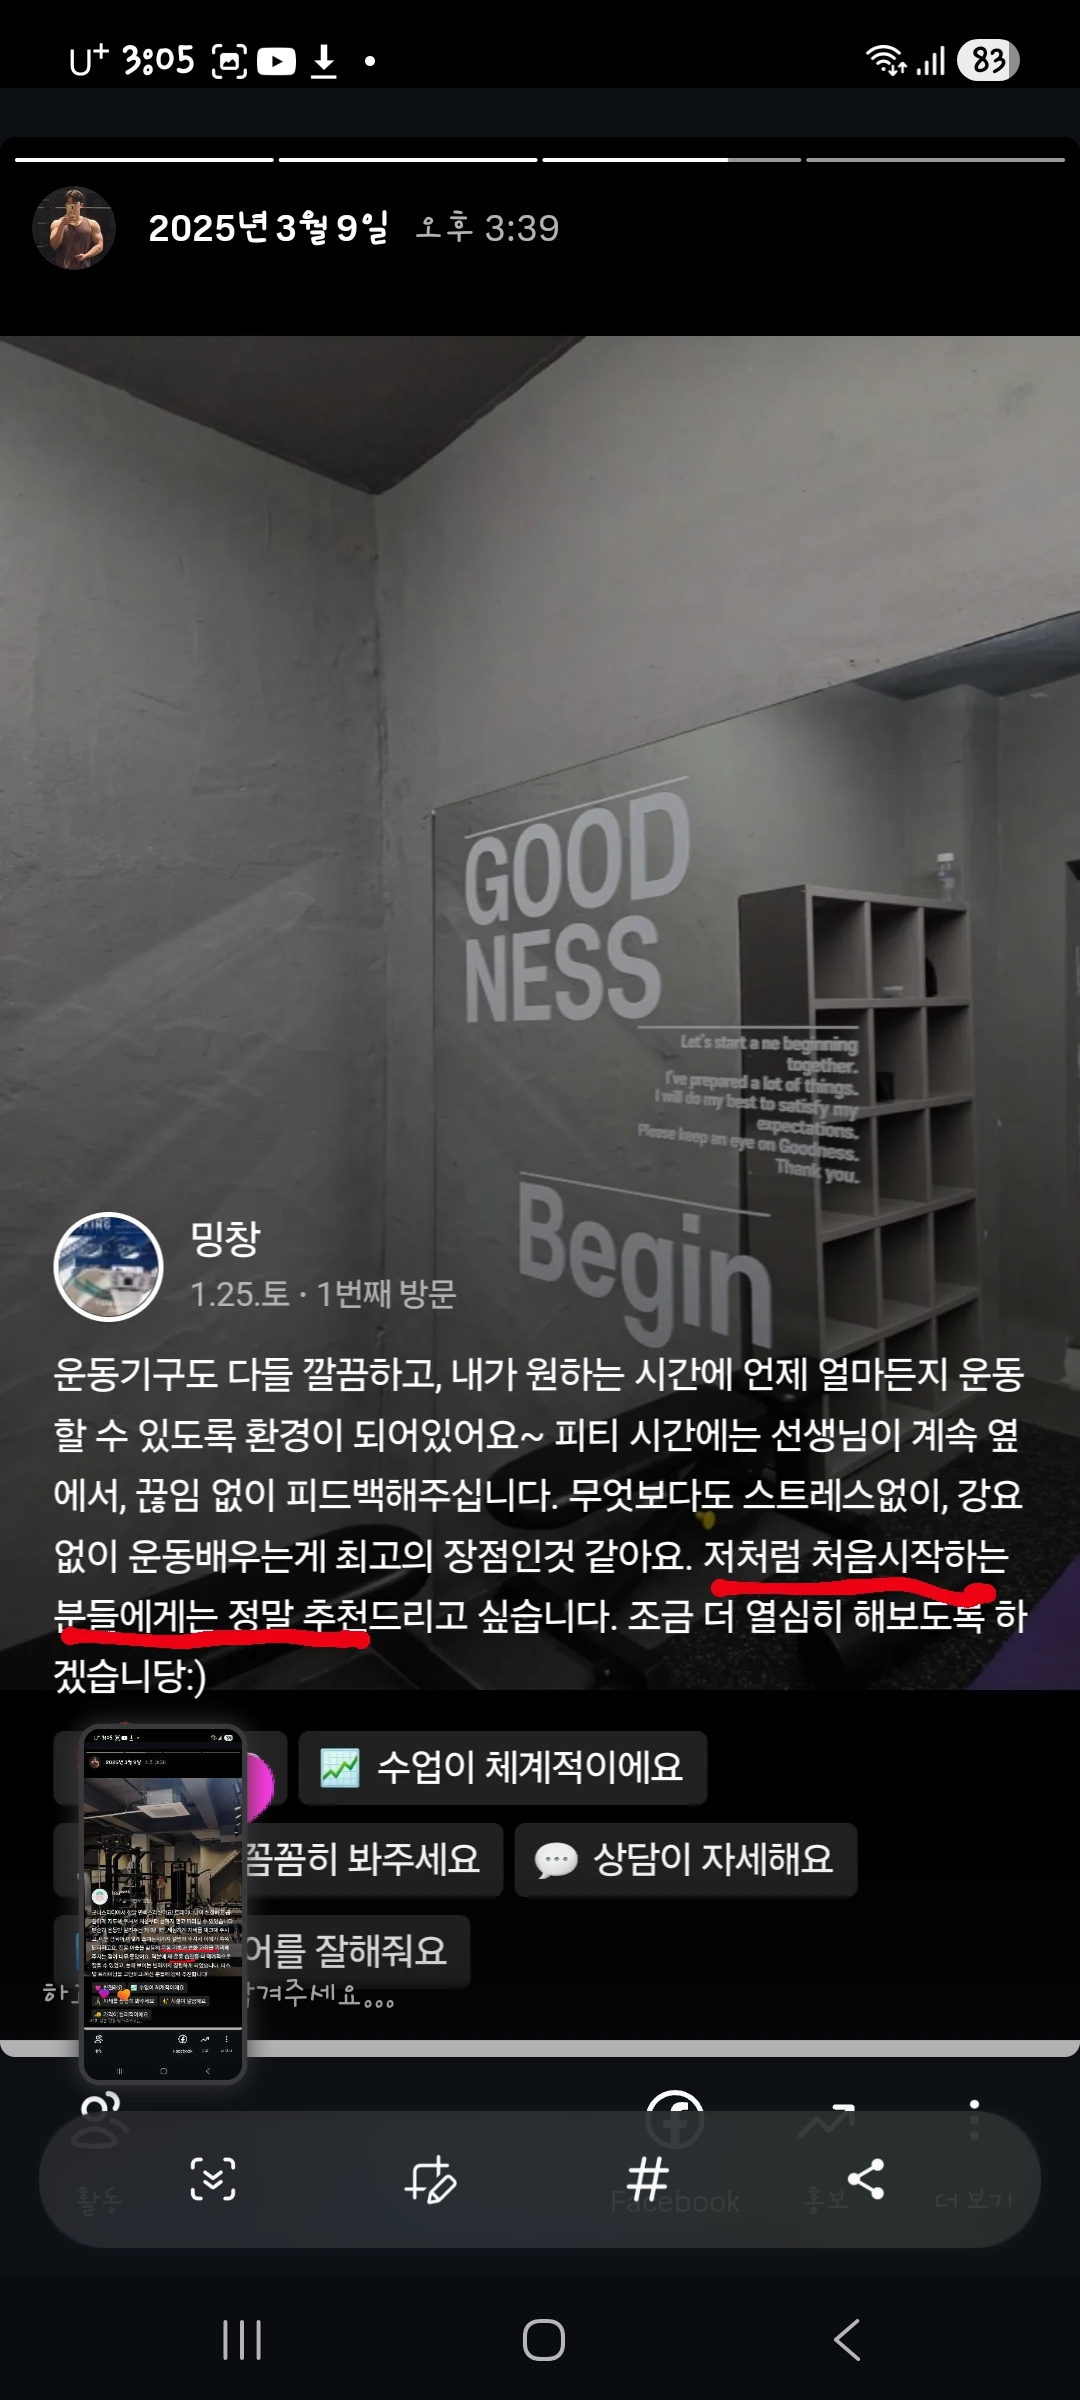 U⁺ 3:05
83
2025년 3월 9일 오후 3:39
GOOD
NESS
Let's start a ne beginning
together.
I've prepared a lot of things.
I will do my best to satisfy my
expectations.
Please keep an eye on Goodness.
Thank you.
Begin
밍창
1.25.토 · 1번째 방문
운동기구도 다들 깔끔하고, 내가 원하는 시간에 언제 얼마든지 운동
할 수 있도록 환경이 되어있어요~ 피티 시간에는 선생님이 계속 옆
에서, 끊임 없이 피드백해주십니다. 무엇보다도 스트레스없이, 강요
없이 운동배우는게 최고의 장점인것 같아요. 저처럼 처음시작하는
분들에게는 정말 추천드리고 싶습니다. 조금 더 열심히 해보도록 하
겠습니당:)
수업이 체계적이에요
꼼꼼히 봐주세요
상담이 자세해요
어를 잘해줘요
겨주세요...
활동
Facebook
홍보
더 보기